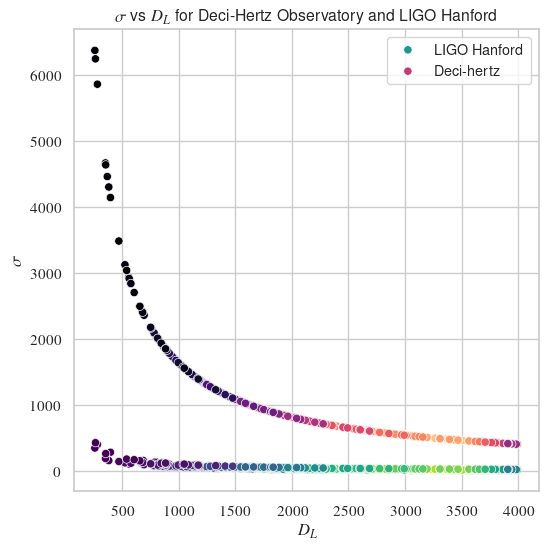 σ vs D_L for Deci-Hertz Observatory and LIGO Hanford
LIGO Hanford
Deci-hertz
6000
5000
4000
3000
2000
1000
0
σ
500 1000 1500 2000 2500 3000 3500 4000
D_L